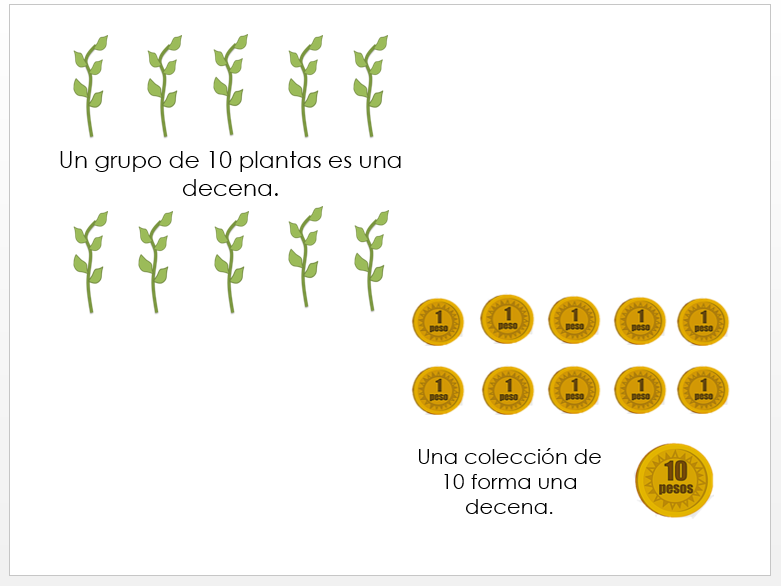 Un grupo de 10 plantas es una
decena.
1 peso
1 peso
1 peso
1 peso
1 peso
1 peso
1 peso
1 peso
1 peso
1 peso
Una colección de
10 forma una
decena.
10
pesos